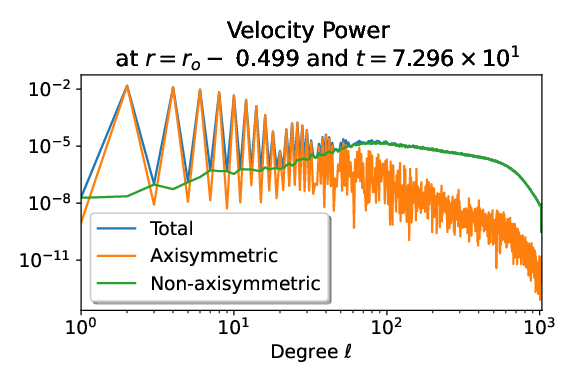 Velocity Power
at r = r_o − 0.499 and t = 7.296 × 10^1
10^−2
10^−5
10^−8
10^−11
Total
Axisymmetric
Non-axisymmetric
10^0 10^1 10^2 10^3
Degree ℓ